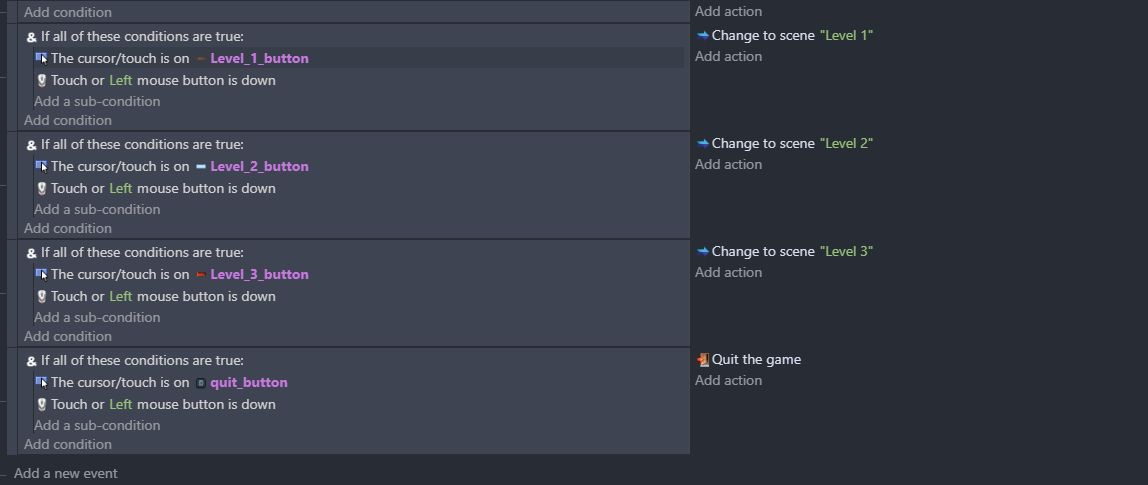 Add condition
Add action
& If all of these conditions are true:
Change to scene "Level 1"
The cursor/touch is on Level_1_button
Add action
Touch or Left mouse button is down
Add a sub-condition
Add condition
& If all of these conditions are true:
Change to scene "Level 2"
The cursor/touch is on Level_2_button
Add action
Touch or Left mouse button is down
Add a sub-condition
Add condition
& If all of these conditions are true:
Change to scene "Level 3"
The cursor/touch is on Level_3_button
Add action
Touch or Left mouse button is down
Add a sub-condition
Add condition
& If all of these conditions are true:
Quit the game
The cursor/touch is on quit_button
Add action
Touch or Left mouse button is down
Add a sub-condition
Add condition
Add a new event